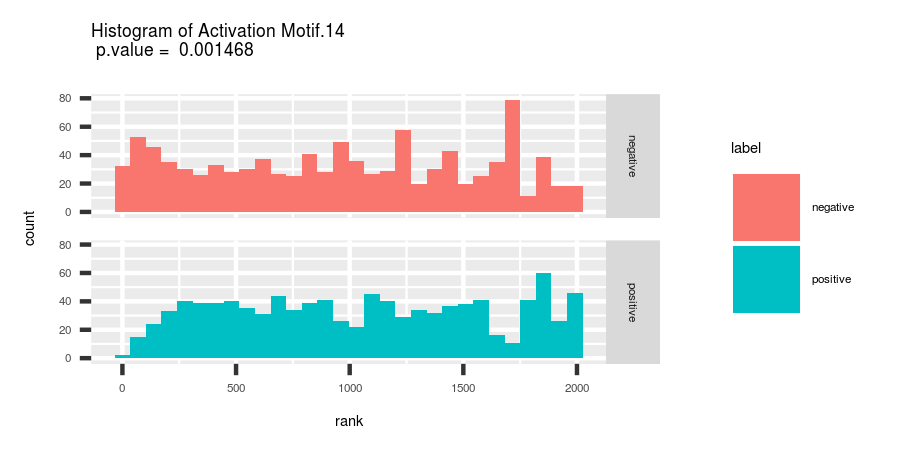 Histogram of Activation Motif.14
p.value =  0.001468
count
80
60
40
20
0
negative
80
60
40
20
0
positive
0 500 1000 1500 2000
rank
label
negative
positive